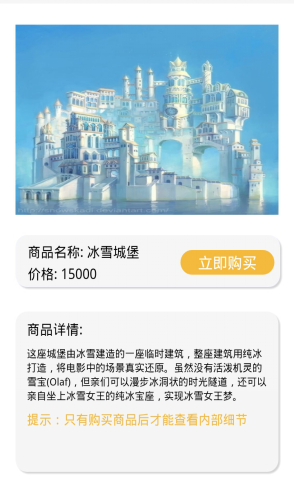 商品名称: 冰雪城堡
价格: 15000
立即购买
商品详情:
这座城堡由冰雪建造的一座临时建筑，整座建筑用纯冰
打造，将电影中的场景真实还原。虽然没有活泼机灵的
雪宝(Olaf)，但亲们可以漫步冰洞状的时光隧道，还可以
亲自坐上冰雪女王的纯冰宝座，实现冰雪女王梦。
提示：只有购买商品后才能查看内部细节